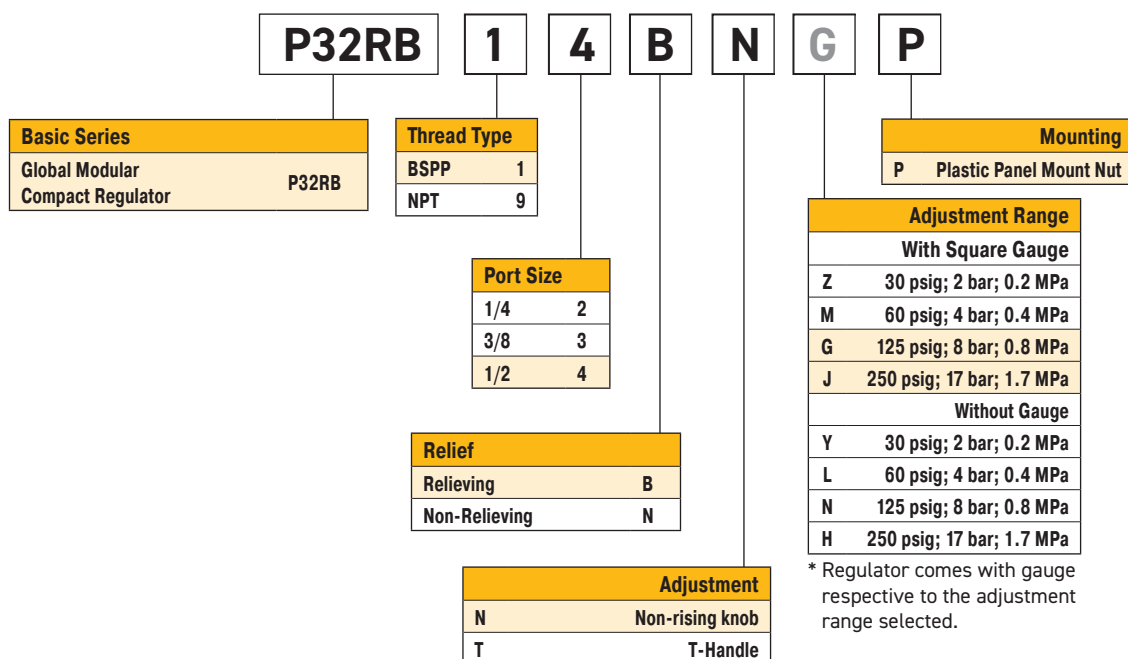 P32RB 1 4 B N G P
Basic Series
Global Modular
Compact Regulator P32RB
Thread Type
BSPP 1
NPT 9
Port Size
1/4 2
3/8 3
1/2 4
Relief
Relieving B
Non-Relieving N
Adjustment
N Non-rising knob
T T-Handle
Mounting
P Plastic Panel Mount Nut
Adjustment Range
With Square Gauge
Z 30 psig; 2 bar; 0.2 MPa
M 60 psig; 4 bar; 0.4 MPa
G 125 psig; 8 bar; 0.8 MPa
J 250 psig; 17 bar; 1.7 MPa
Without Gauge
Y 30 psig; 2 bar; 0.2 MPa
L 60 psig; 4 bar; 0.4 MPa
N 125 psig; 8 bar; 0.8 MPa
H 250 psig; 17 bar; 1.7 MPa
* Regulator comes with gauge
respective to the adjustment
range selected.